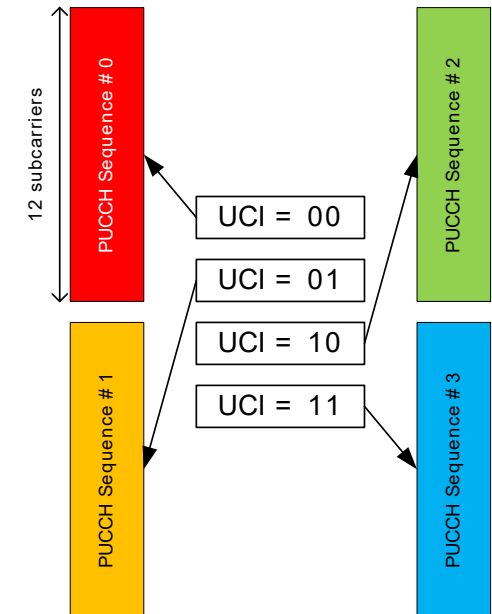 12 subcarriers
PUCCH Sequence # 0
PUCCH Sequence # 2
UCI = 00
UCI = 01
UCI = 10
UCI = 11
PUCCH Sequence # 1
PUCCH Sequence # 3